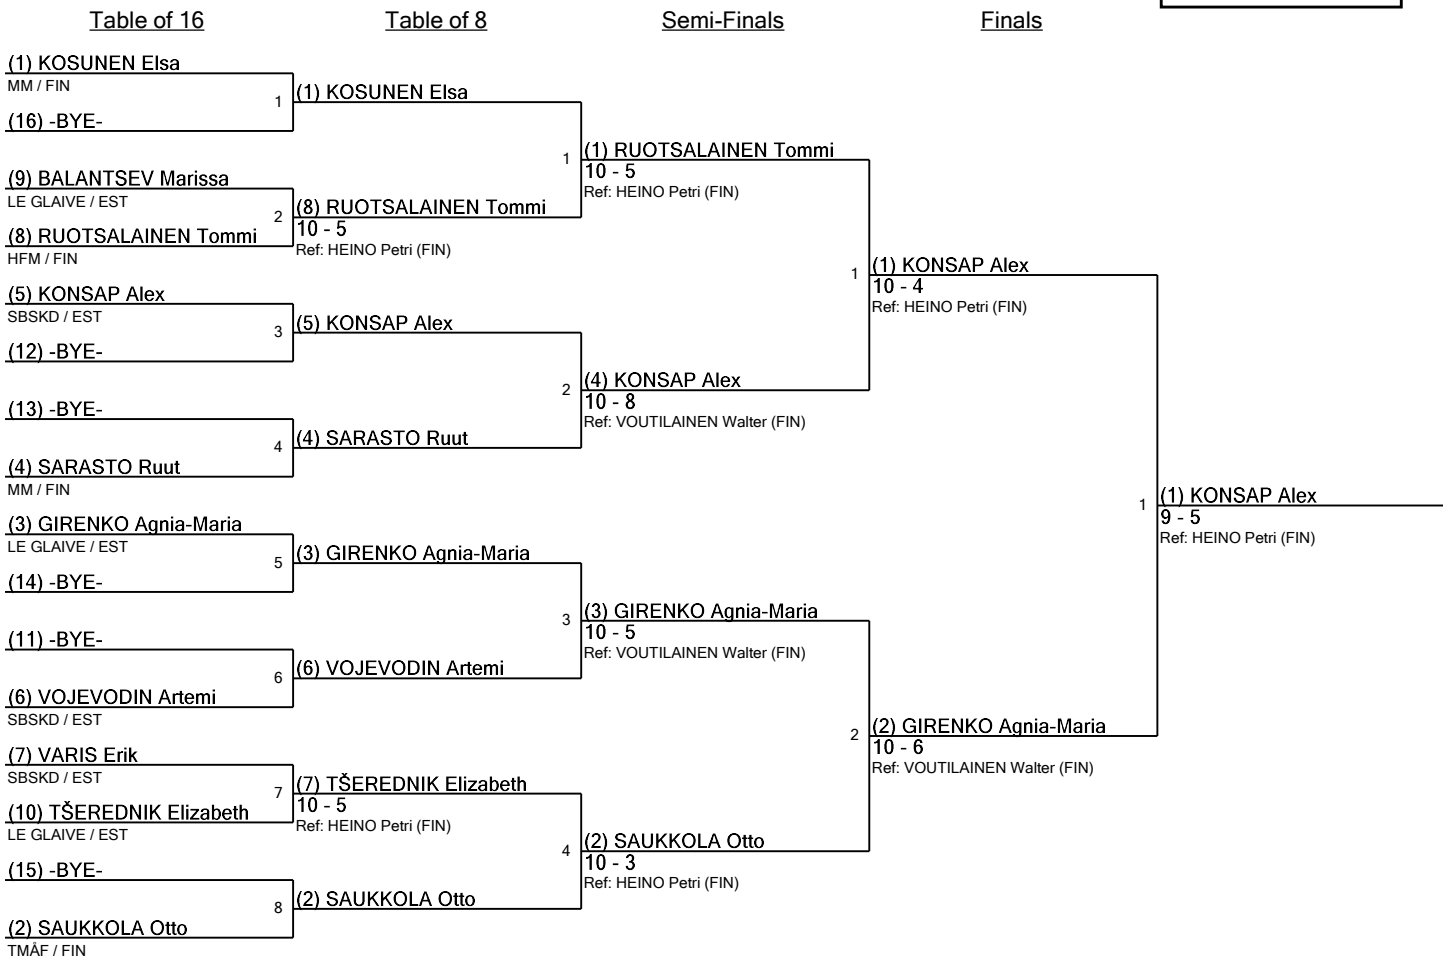 Table of 16
Table of 8
Semi-Finals
Finals
(1) KOSUNEN Elsa
MM / FIN
1
(16) -BYE-
(9) BALANTSEV Marissa
LE GLAIVE / EST
2
(8) RUOTSALAINEN Tommi
HFM / FIN
(5) KONSAP Alex
SBSKD / EST
3
(12) -BYE-
(13) -BYE-
4
(4) SARASTO Ruut
MM / FIN
(3) GIRENKO Agnia-Maria
LE GLAIVE / EST
5
(14) -BYE-
(11) -BYE-
6
(6) VOJEVODIN Artemi
SBSKD / EST
(7) VARIS Erik
SBSKD / EST
7
(10) TŠEREDNIK Elizabeth
LE GLAIVE / EST
(15) -BYE-
8
(2) SAUKKOLA Otto
TMÅF / FIN
(1) KOSUNEN Elsa
1
(8) RUOTSALAINEN Tommi
10 - 5
Ref: HEINO Petri (FIN)
(5) KONSAP Alex
2
(4) SARASTO Ruut
(3) GIRENKO Agnia-Maria
3
(6) VOJEVODIN Artemi
(7) TŠEREDNIK Elizabeth
10 - 5
Ref: HEINO Petri (FIN)
4
(2) SAUKKOLA Otto
(1) RUOTSALAINEN Tommi
10 - 5
Ref: HEINO Petri (FIN)
1
(4) KONSAP Alex
10 - 8
Ref: VOUTILAINEN Walter (FIN)
(3) GIRENKO Agnia-Maria
10 - 5
Ref: VOUTILAINEN Walter (FIN)
2
(2) SAUKKOLA Otto
10 - 3
Ref: HEINO Petri (FIN)
(1) KONSAP Alex
10 - 4
Ref: HEINO Petri (FIN)
1
(2) GIRENKO Agnia-Maria
10 - 6
Ref: VOUTILAINEN Walter (FIN)
(1) KONSAP Alex
9 - 5
Ref: HEINO Petri (FIN)